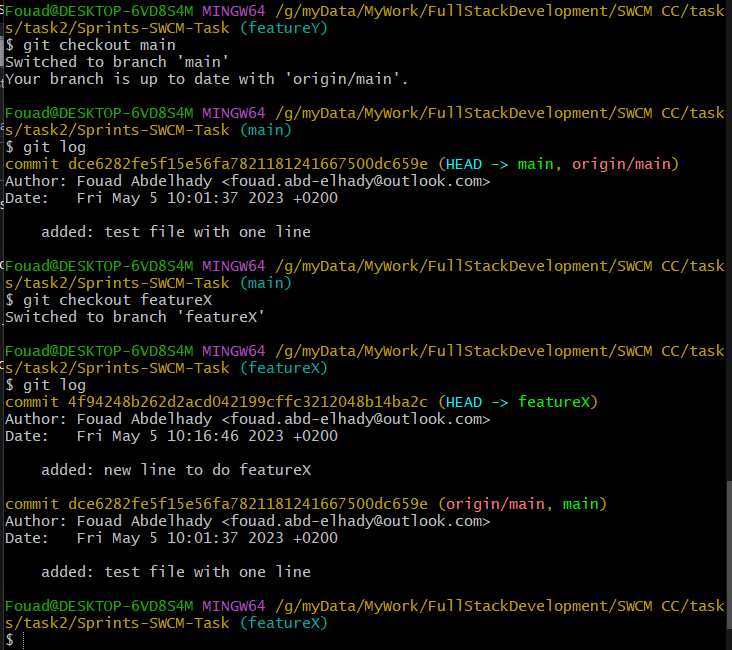 Fouad@DESKTOP-6VD8S4M MINGW64 /g/myData/MyWork/FullStackDevelopment/SWCM CC/task
s/task2/Sprints-SWCM-Task (featureY)
$ git checkout main
Switched to branch 'main'
Your branch is up to date with 'origin/main'.

Fouad@DESKTOP-6VD8S4M MINGW64 /g/myData/MyWork/FullStackDevelopment/SWCM CC/task
s/task2/Sprints-SWCM-Task (main)
$ git log
commit dce6282fe5f15e56fa7821181241667500dc659e (HEAD -> main, origin/main)
Author: Fouad Abdelhady <fouad.abd-elhady@outlook.com>
Date:   Fri May 5 10:01:37 2023 +0200

    added: test file with one line

Fouad@DESKTOP-6VD8S4M MINGW64 /g/myData/MyWork/FullStackDevelopment/SWCM CC/task
s/task2/Sprints-SWCM-Task (main)
$ git checkout featureX
Switched to branch 'featureX'

Fouad@DESKTOP-6VD8S4M MINGW64 /g/myData/MyWork/FullStackDevelopment/SWCM CC/task
s/task2/Sprints-SWCM-Task (featureX)
$ git log
commit 4f94248b262d2acd042199cffc3212048b14ba2c (HEAD -> featureX)
Author: Fouad Abdelhady <fouad.abd-elhady@outlook.com>
Date:   Fri May 5 10:16:46 2023 +0200

    added: new line to do featureX

commit dce6282fe5f15e56fa7821181241667500dc659e (origin/main, main)
Author: Fouad Abdelhady <fouad.abd-elhady@outlook.com>
Date:   Fri May 5 10:01:37 2023 +0200

    added: test file with one line

Fouad@DESKTOP-6VD8S4M MINGW64 /g/myData/MyWork/FullStackDevelopment/SWCM CC/task
s/task2/Sprints-SWCM-Task (featureX)
$